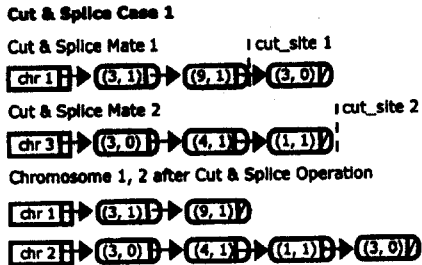 Cut & Splice Case 1
Cut & Splice Mate 1 cut_site 1
chr 1 (3, 1) (9, 1) (3, 0)
Cut & Splice Mate 2 cut_site 2
chr 3 (3, 0) (4, 1) (1, 1)
Chromosome 1, 2 after Cut & Splice Operation
chr 1 (3, 1) (9, 1)
chr 2 (3, 0) (4, 1) (1, 1) (3, 0)